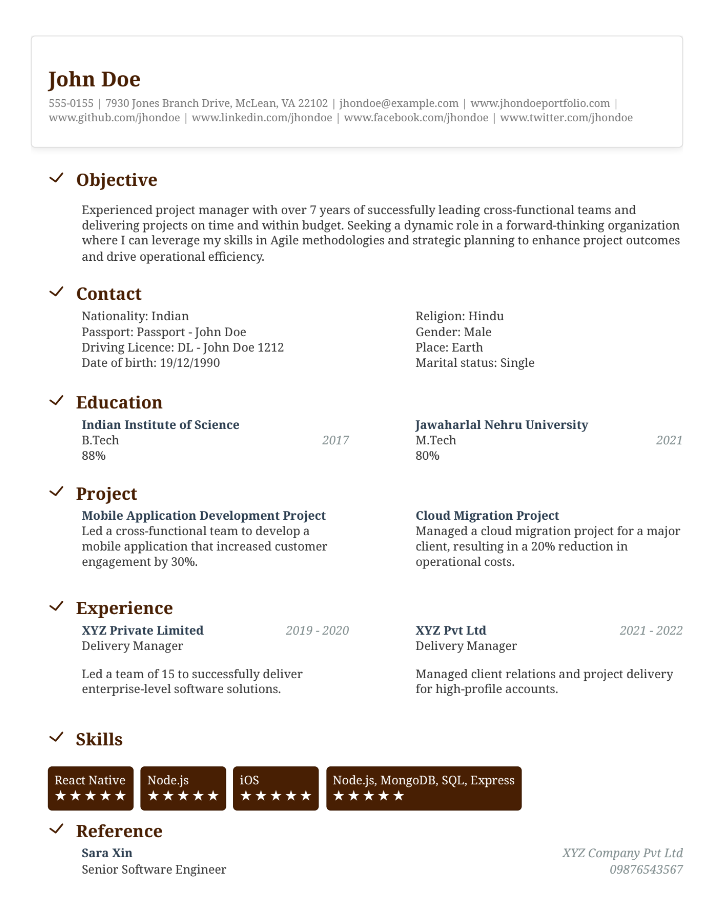 John Doe
555-0155 | 7930 Jones Branch Drive, McLean, VA 22102 | jhondoe@example.com | www.jhondoeportfolio.com |
www.github.com/jhondoe | www.linkedin.com/jhondoe | www.facebook.com/jhondoe | www.twitter.com/jhondoe
Objective
Experienced project manager with over 7 years of successfully leading cross-functional teams and
delivering projects on time and within budget. Seeking a dynamic role in a forward-thinking organization
where I can leverage my skills in Agile methodologies and strategic planning to enhance project outcomes
and drive operational efficiency.
Contact
Nationality: Indian
Passport: Passport - John Doe
Driving Licence: DL - John Doe 1212
Date of birth: 19/12/1990
Religion: Hindu
Gender: Male
Place: Earth
Marital status: Single
Education
Indian Institute of Science
B.Tech 2017
88%
Jawaharlal Nehru University
M.Tech 2021
80%
Project
Mobile Application Development Project
Led a cross-functional team to develop a
mobile application that increased customer
engagement by 30%.
Cloud Migration Project
Managed a cloud migration project for a major
client, resulting in a 20% reduction in
operational costs.
Experience
XYZ Private Limited 2019 - 2020
Delivery Manager
Led a team of 15 to successfully deliver
enterprise-level software solutions.
XYZ Pvt Ltd 2021 - 2022
Delivery Manager
Managed client relations and project delivery
for high-profile accounts.
Skills
React Native
★★★★★
Node.js
★★★★★
iOS
★★★★★
Node.js, MongoDB, SQL, Express
★★★★★
Reference
Sara Xin XYZ Company Pvt Ltd
Senior Software Engineer 09876543567